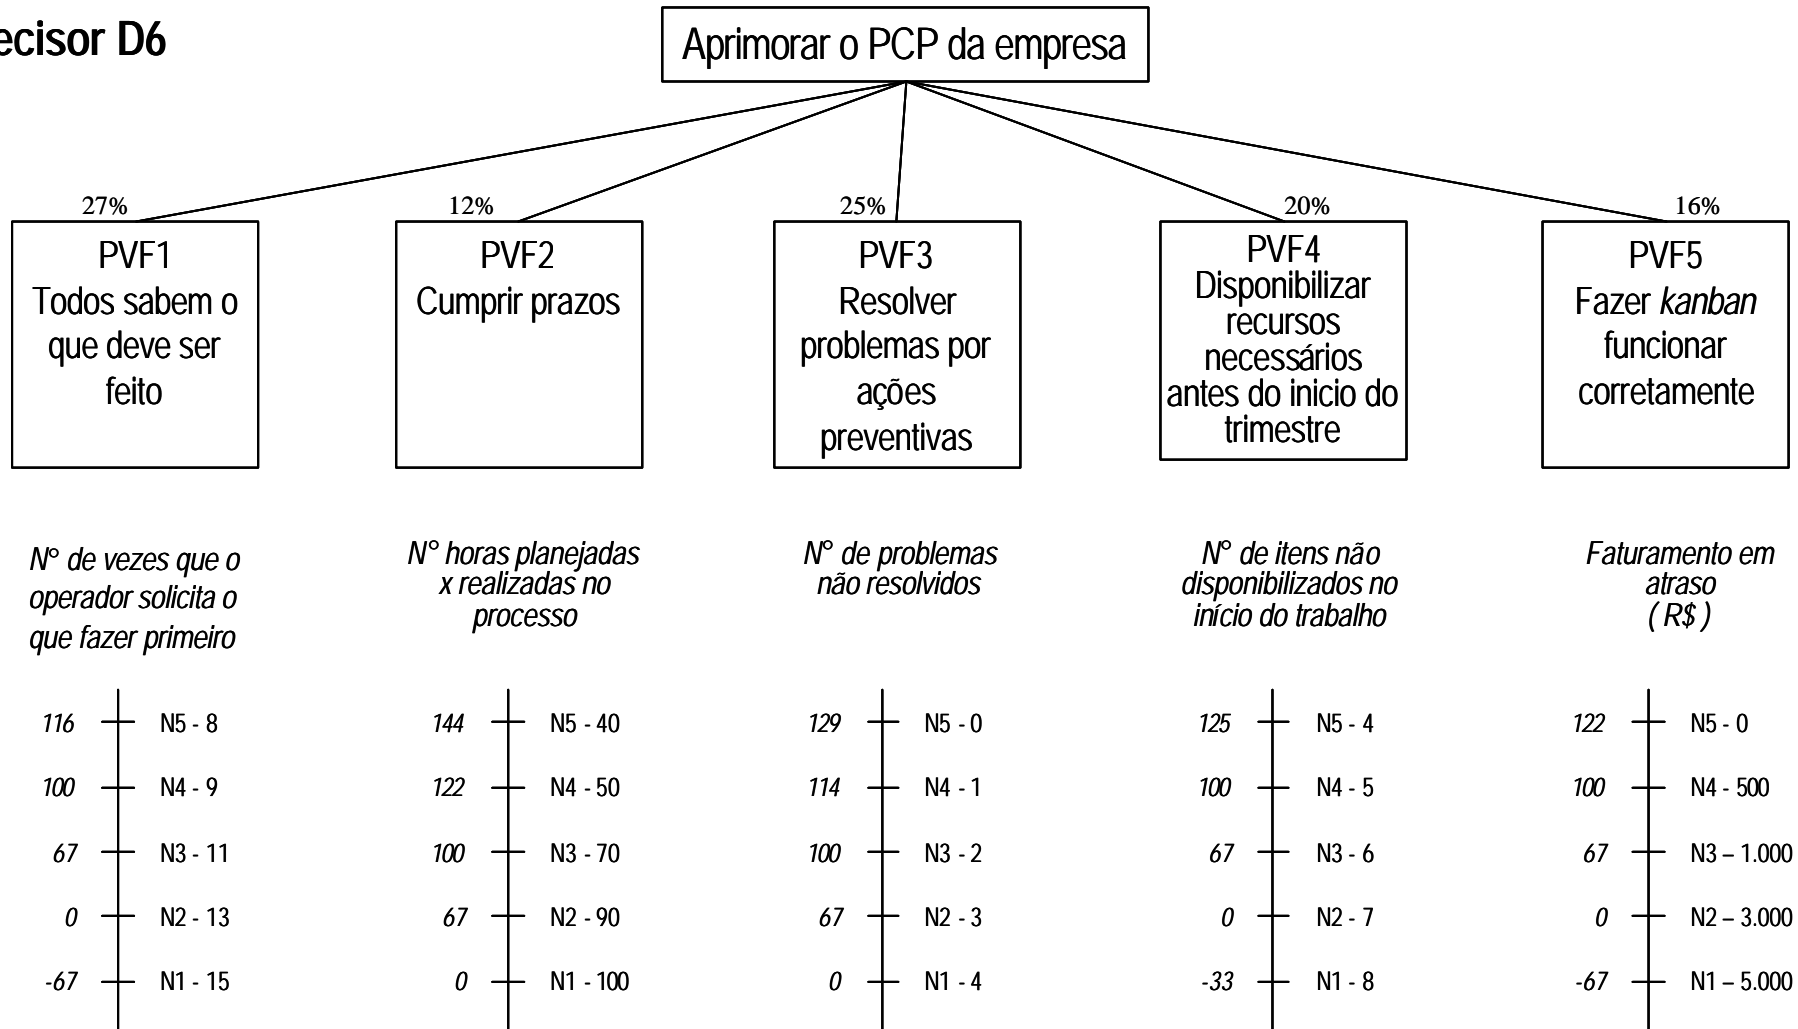 ecisor D6
Aprimorar o PCP da empresa
27%
12%
25%
20%
16%
PVF1
Todos sabem o
que deve ser
feito
PVF2
Cumprir prazos
PVF3
Resolver
problemas por
ações
preventivas
PVF4
Disponibilizar
recursos
necessários
antes do inicio do
trimestre
PVF5
Fazer kanban
funcionar
corretamente
N° de vezes que o
operador solicita o
que fazer primeiro
N° horas planejadas
x realizadas no
processo
N° de problemas
não resolvidos
N° de itens não
disponibilizados no
início do trabalho
Faturamento em
atraso
( R$ )
116 N5 - 8
100 N4 - 9
67 N3 - 11
0 N2 - 13
-67 N1 - 15
144 N5 - 40
122 N4 - 50
100 N3 - 70
67 N2 - 90
0 N1 - 100
129 N5 - 0
114 N4 - 1
100 N3 - 2
67 N2 - 3
0 N1 - 4
125 N5 - 4
100 N4 - 5
67 N3 - 6
0 N2 - 7
-33 N1 - 8
122 N5 - 0
100 N4 - 500
67 N3 – 1.000
0 N2 – 3.000
-67 N1 – 5.000